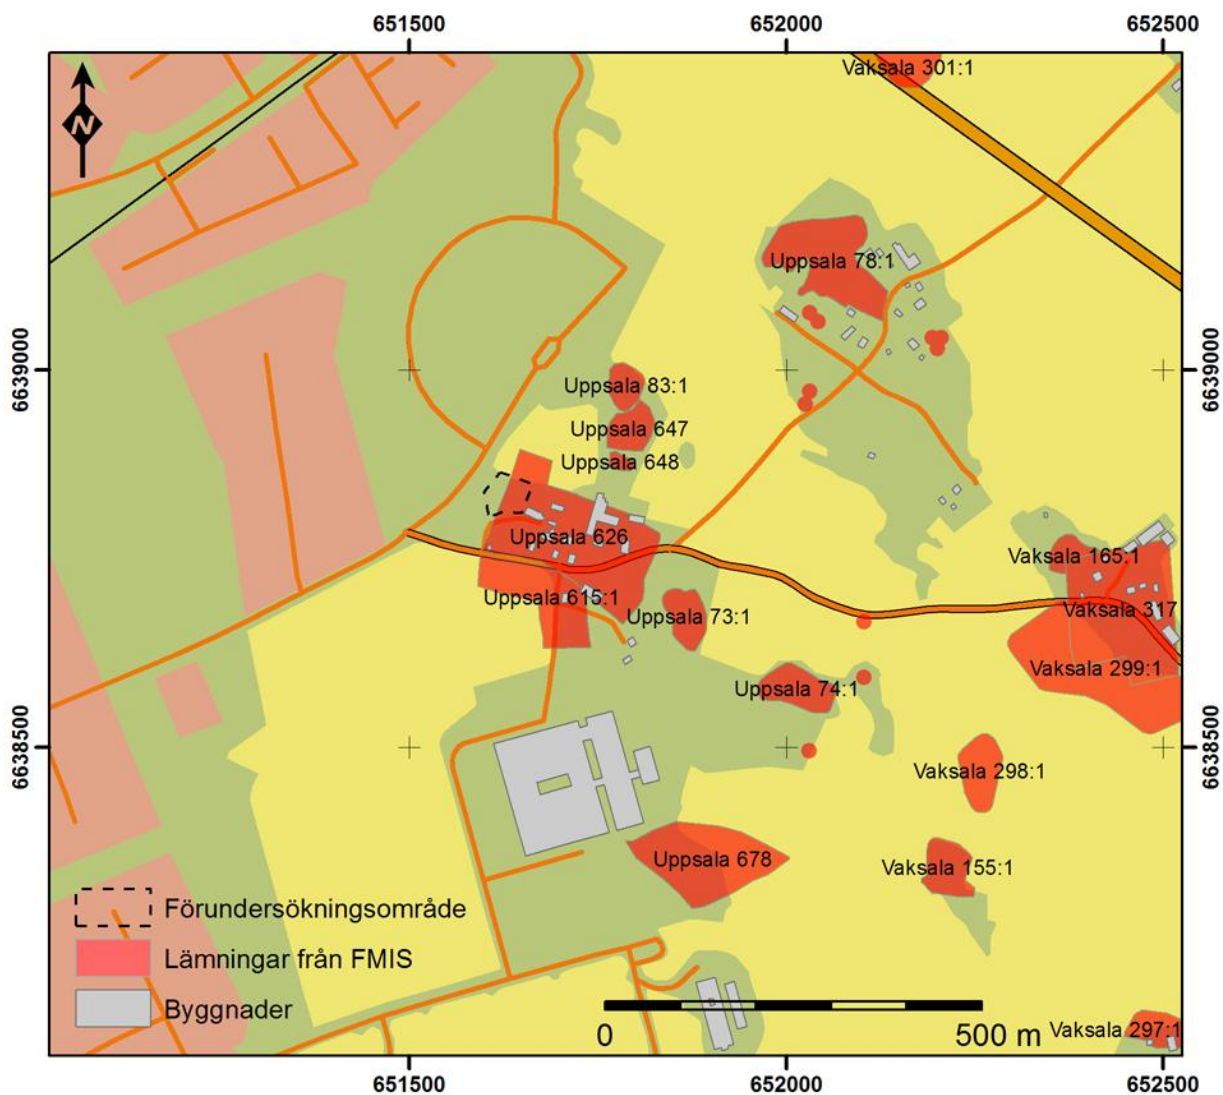 651500
652000
652500
Vaksala 301:1
N
Uppsala 78:1
6639000
6639000
Uppsala 83:1
Uppsala 647
Uppsala 648
Uppsala 626
Vaksala 165:1
Uppsala 615:1
Vaksala 317
Uppsala 73:1
Vaksala 299:1
Uppsala 74:1
6638500
6638500
Vaksala 298:1
Uppsala 678
Vaksala 155:1
Förundersökningsområde
Lämningar från FMIS
Byggnader
0 500 m
Vaksala 297:1
651500
652000
652500